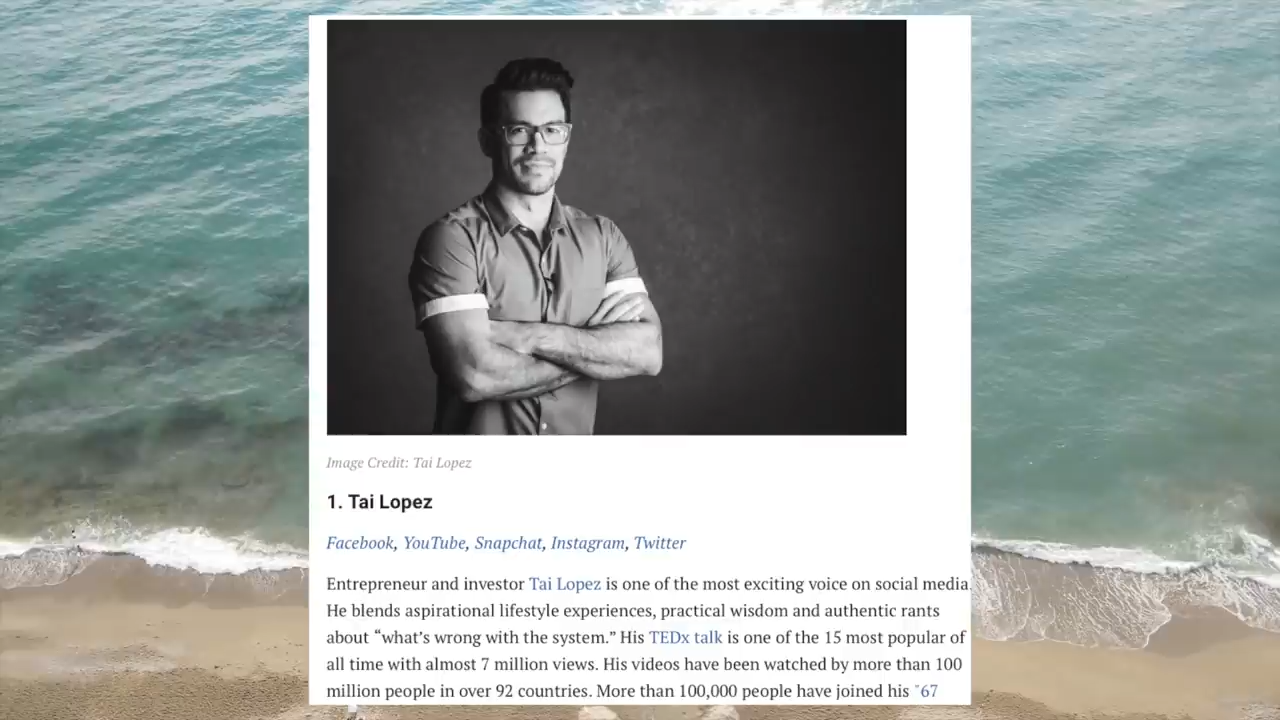 Image Credit: Tai Lopez
1. Tai Lopez
Facebook, YouTube, Snapchat, Instagram, Twitter
Entrepreneur and investor Tai Lopez is one of the most exciting voice on social media.
He blends aspirational lifestyle experiences, practical wisdom and authentic rants
about “what’s wrong with the system.” His TEDx talk is one of the 15 most popular of
all time with almost 7 million views. His videos have been watched by more than 100
million people in over 92 countries. More than 100,000 people have joined his "67